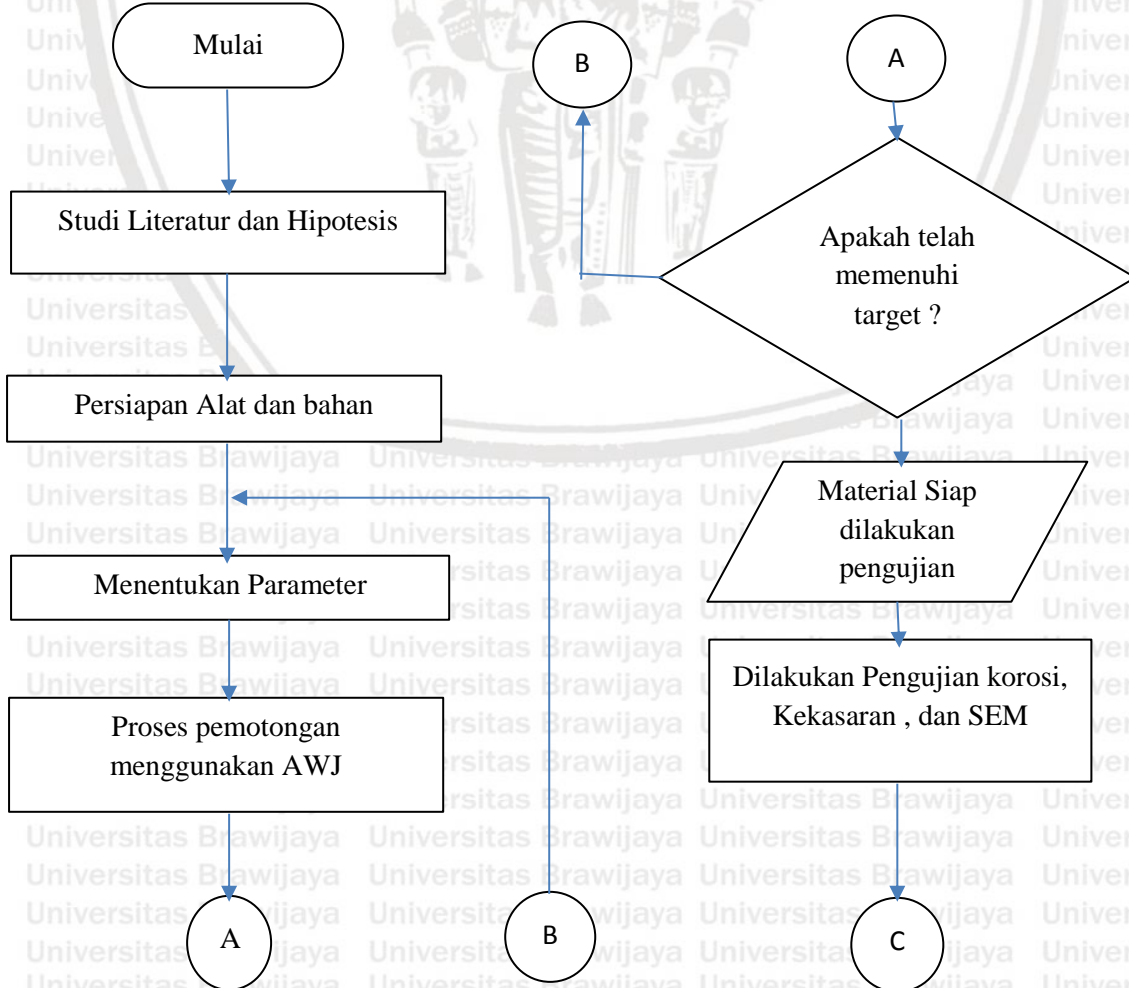 Mulai
Studi Literatur dan Hipotesis
Persiapan Alat dan bahan
Menentukan Parameter
Proses pemotongan
menggunakan AWJ
A
B
B
A
Apakah telah
memenuhi
target ?
Material Siap
dilakukan
pengujian
Dilakukan Pengujian korosi,
Kekasaran , dan SEM
C